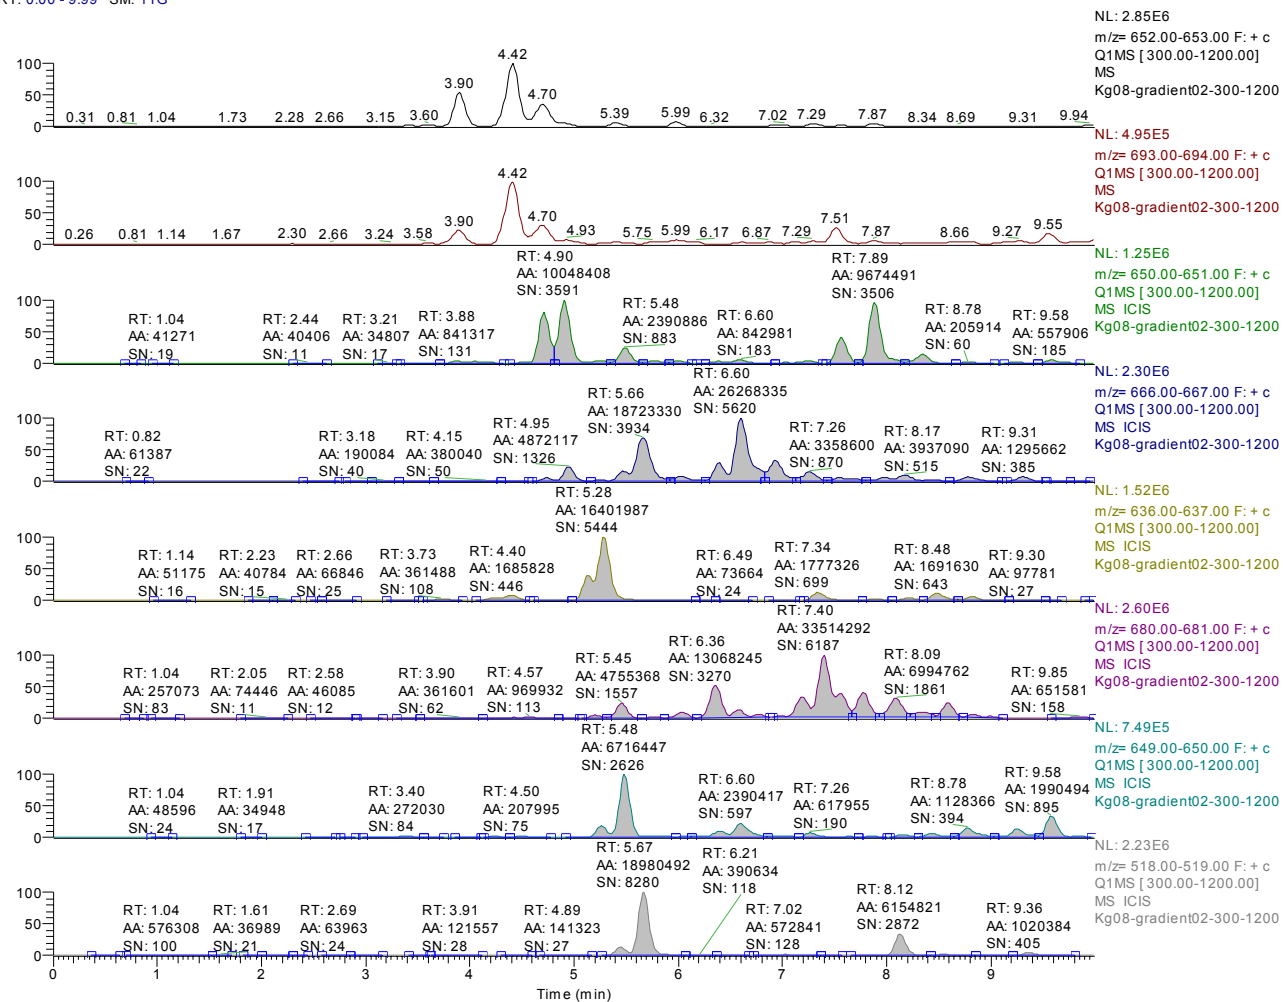 RT: 0.00 - 9.99 SM: 11G
NL: 2.85E6
m/z= 652.00-653.00 F: + c
Q1MS [300.00-1200.00]
MS
Kg08-gradient02-300-1200
100
50
0
0.31 0.81 1.04 1.73 2.28 2.66 3.15 3.60 3.90 4.42 4.70 5.39 5.99 6.32 7.02 7.29 7.87 8.34 8.69 9.31 9.94
NL: 4.95E5
m/z= 693.00-694.00 F: + c
Q1MS [300.00-1200.00]
MS
Kg08-gradient02-300-1200
100
50
0
0.26 0.81 1.14 1.67 2.30 2.66 3.24 3.58 3.90 4.42 4.70 4.93 5.75 5.99 6.17 6.87 7.29 7.51 7.87 8.66 9.27 9.55
NL: 1.25E6
m/z= 650.00-651.00 F: + c
Q1MS [300.00-1200.00]
MS ICIS
Kg08-gradient02-300-1200
100
50
0
RT: 1.04
AA: 41271
SN: 19
RT: 2.44
AA: 40406
SN: 11
RT: 3.21
AA: 34807
SN: 17
RT: 3.88
AA: 841317
SN: 131
RT: 4.90
AA: 10048408
SN: 3591
RT: 5.48
AA: 2390886
SN: 883
RT: 6.60
AA: 842981
SN: 183
RT: 7.89
AA: 9674491
SN: 3506
RT: 8.78
AA: 205914
SN: 60
RT: 9.58
AA: 557906
SN: 185
NL: 2.30E6
m/z= 666.00-667.00 F: + c
Q1MS [300.00-1200.00]
MS ICIS
Kg08-gradient02-300-1200
100
50
0
RT: 0.82
AA: 61387
SN: 22
RT: 3.18
AA: 190084
SN: 40
RT: 4.15
AA: 380040
SN: 50
RT: 4.95
AA: 4872117
SN: 1326
RT: 5.66
AA: 18723330
SN: 3934
RT: 6.60
AA: 26268335
SN: 5620
RT: 7.26
AA: 3358600
SN: 870
RT: 8.17
AA: 3937090
SN: 515
RT: 9.31
AA: 1295662
SN: 385
NL: 1.52E6
m/z= 636.00-637.00 F: + c
Q1MS [300.00-1200.00]
MS ICIS
Kg08-gradient02-300-1200
100
50
0
RT: 1.14
AA: 51175
SN: 16
RT: 2.23
AA: 40784
SN: 15
RT: 2.66
AA: 66846
SN: 25
RT: 3.73
AA: 361488
SN: 108
RT: 4.40
AA: 1685828
SN: 446
RT: 5.28
AA: 16401987
SN: 5444
RT: 6.49
AA: 73664
SN: 24
RT: 7.34
AA: 1777326
SN: 699
RT: 8.48
AA: 1691630
SN: 643
RT: 9.30
AA: 97781
SN: 27
NL: 2.60E6
m/z= 680.00-681.00 F: + c
Q1MS [300.00-1200.00]
MS ICIS
Kg08-gradient02-300-1200
100
50
0
RT: 1.04
AA: 257073
SN: 83
RT: 2.05
AA: 74446
SN: 11
RT: 2.58
AA: 46085
SN: 12
RT: 3.90
AA: 361601
SN: 62
RT: 4.57
AA: 969932
SN: 113
RT: 5.45
AA: 4755368
SN: 1557
RT: 6.36
AA: 13068245
SN: 3270
RT: 7.40
AA: 33514292
SN: 6187
RT: 8.09
AA: 6994762
SN: 1861
RT: 9.85
AA: 651581
SN: 158
NL: 7.49E5
m/z= 649.00-650.00 F: + c
Q1MS [300.00-1200.00]
MS ICIS
Kg08-gradient02-300-1200
100
50
0
RT: 1.04
AA: 48596
SN: 24
RT: 1.91
AA: 34948
SN: 17
RT: 3.40
AA: 272030
SN: 84
RT: 4.50
AA: 207995
SN: 75
RT: 5.48
AA: 6716447
SN: 2626
RT: 6.60
AA: 2390417
SN: 597
RT: 7.26
AA: 617955
SN: 190
RT: 8.78
AA: 1128366
SN: 394
RT: 9.58
AA: 1990494
SN: 895
NL: 2.23E6
m/z= 518.00-519.00 F: + c
Q1MS [300.00-1200.00]
MS ICIS
Kg08-gradient02-300-1200
100
50
0
RT: 1.04
AA: 576308
SN: 100
RT: 1.61
AA: 36989
SN: 21
RT: 2.69
AA: 63963
SN: 24
RT: 3.91
AA: 121557
SN: 28
RT: 4.89
AA: 141323
SN: 27
RT: 5.67
AA: 18980492
SN: 8280
RT: 6.21
AA: 390634
SN: 118
RT: 7.02
AA: 572841
SN: 128
RT: 8.12
AA: 6154821
SN: 2872
RT: 9.36
AA: 1020384
SN: 405
0 1 2 3 4 5 6 7 8 9
Time (min)